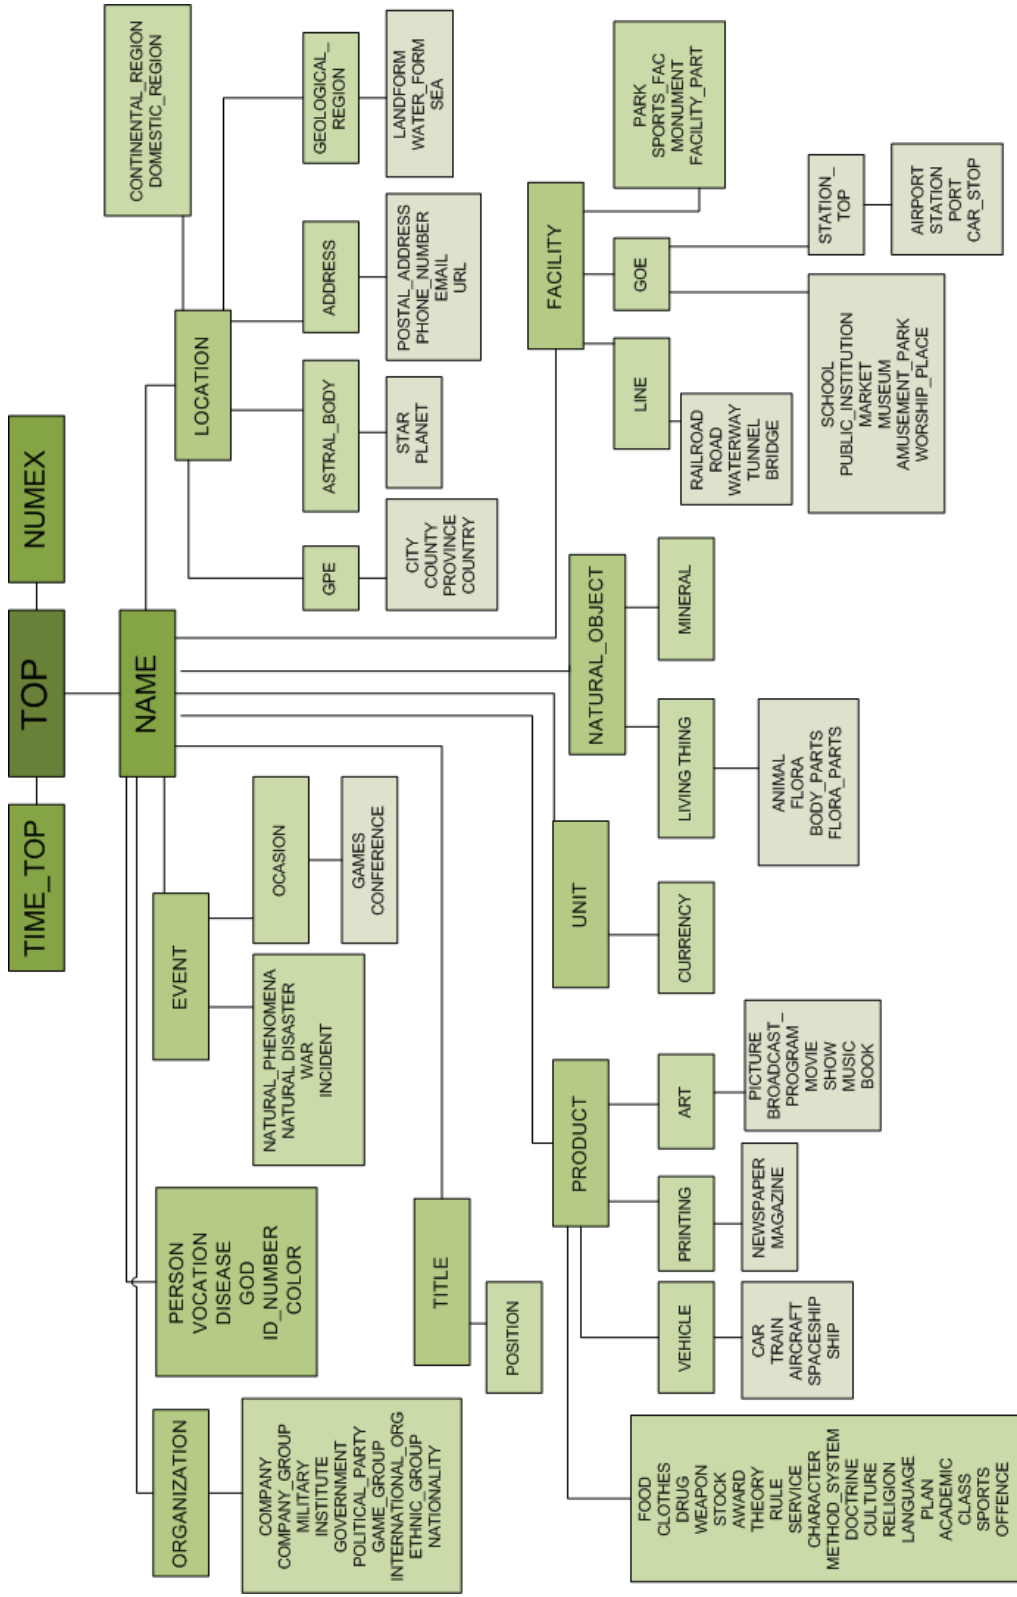 TIME_TOP
TOP
NUMEX
NAME
ORGANIZATION
COMPANY
COMPANY_GROUP
MILITARY
INSTITUTE
GOVERNMENT
POLITICAL_PARTY
GAME_GROUP
INTERNATIONAL_ORG
ETHNIC_GROUP
NATIONALITY
PERSON
VOCATION
DISEASE
GOD
ID_NUMBER
COLOR
EVENT
NATURAL_PHENOMENA
NATURAL DISASTER
WAR
INCIDENT
OCASION
GAMES
CONFERENCE
LOCATION
CONTINENTAL_REGION
DOMESTIC_REGION
GPE
CITY
COUNTY
PROVINCE
COUNTRY
ASTRAL_BODY
STAR
PLANET
ADDRESS
POSTAL_ADDRESS
PHONE_NUMBER
EMAIL
URL
GEOLOGICAL_
REGION
LANDFORM
WATER_FORM
SEA
TITLE
POSITION
PRODUCT
FOOD
CLOTHES
DRUG
WEAPON
STOCK
AWARD
THEORY
RULE
SERVICE
CHARACTER
METHOD_SYSTEM
DOCTRINE
CULTURE
RELIGION
LANGUAGE
PLAN
ACADEMIC
CLASS
SPORTS
OFFENCE
VEHICLE
CAR
TRAIN
AIRCRAFT
SPACESHIP
SHIP
PRINTING
NEWSPAPER
MAGAZINE
ART
PICTURE
BROADCAST_
PROGRAM
MOVIE
SHOW
MUSIC
BOOK
UNIT
CURRENCY
NATURAL_OBJECT
LIVING THING
ANIMAL
FLORA
BODY_PARTS
FLORA_PARTS
MINERAL
FACILITY
LINE
RAILROAD
ROAD
WATERWAY
TUNNEL
BRIDGE
GOE
SCHOOL
PUBLIC_INSTITUTION
MARKET
MUSEUM
AMUSEMENT_PARK
WORSHIP_PLACE
STATION_
TOP
AIRPORT
STATION
PORT
CAR_STOP
PARK
SPORTS_FAC
MONUMENT
FACILITY_PART